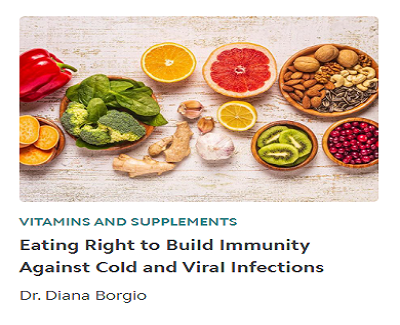 VITAMINS AND SUPPLEMENTS
Eating Right to Build Immunity
Against Cold and Viral Infections
Dr. Diana Borgio